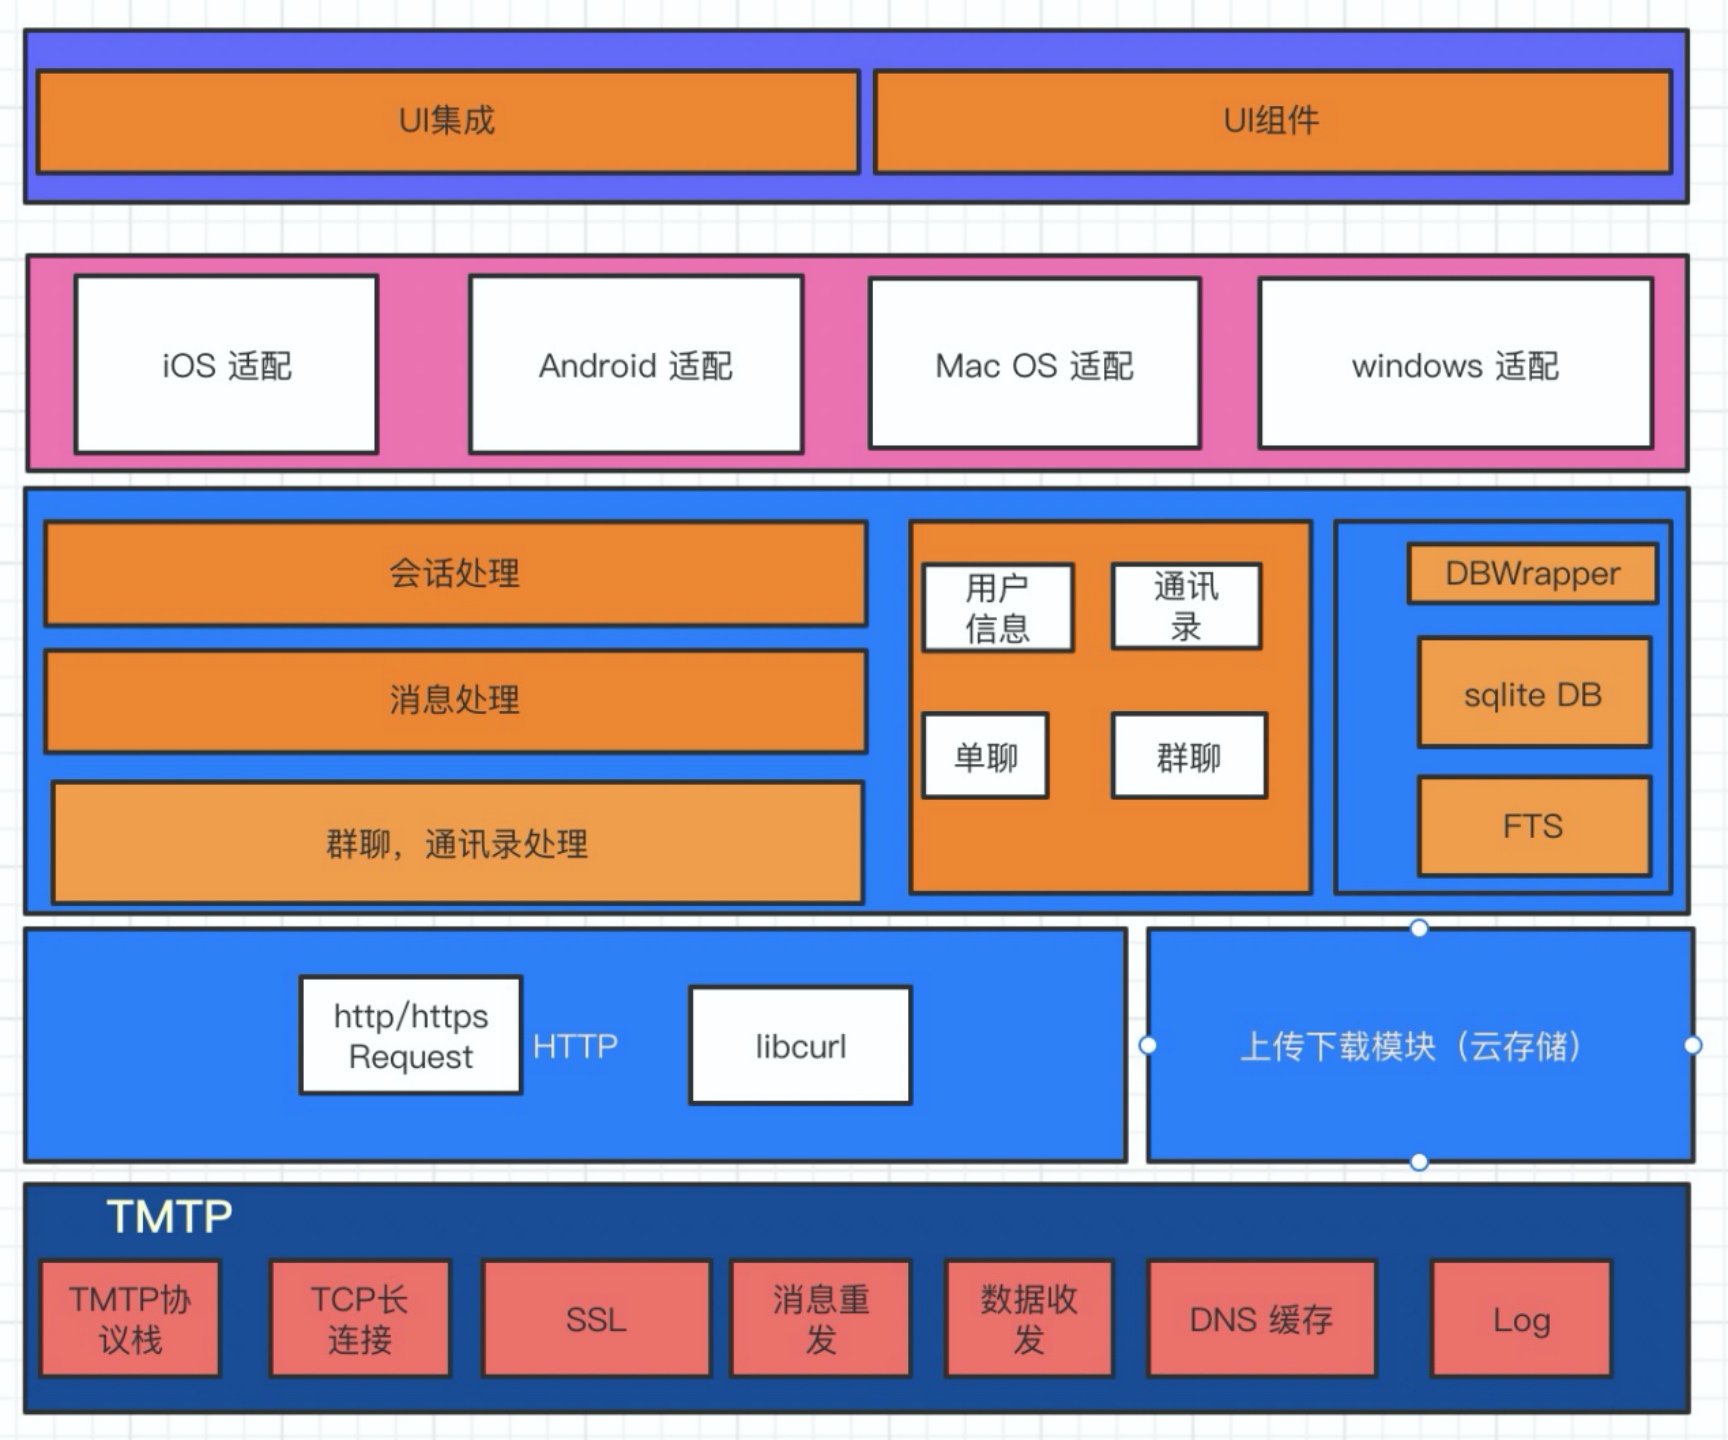 UI集成
UI组件
iOS 适配
Android 适配
Mac OS 适配
windows 适配
会话处理
消息处理
群聊，通讯录处理
用户
信息
通讯
录
单聊
群聊
DBWrapper
sqlite DB
FTS
http/https
Request
HTTP
libcurl
上传下载模块（云存储）
TMTP
TMTP协
议栈
TCP长
连接
SSL
消息重
发
数据收
发
DNS 缓存
Log